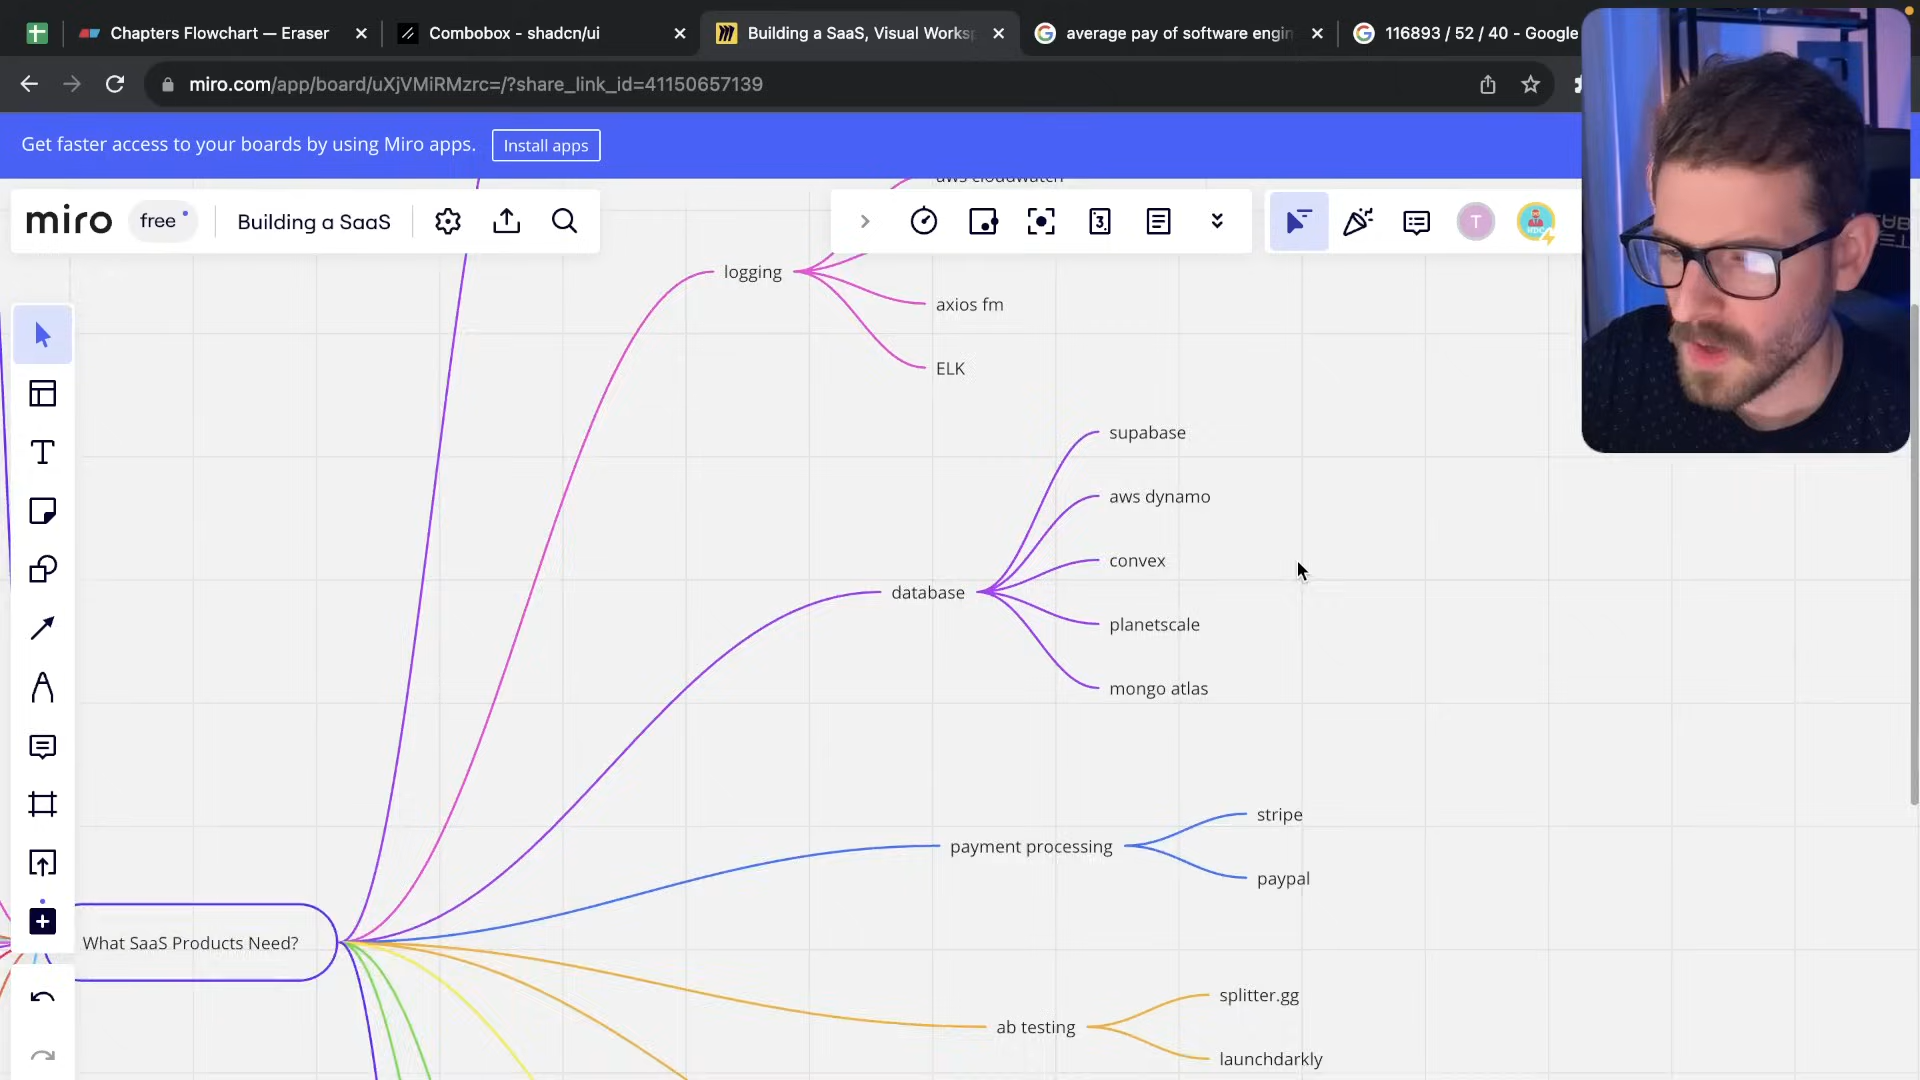 Chapters Flowchart — Eraser
Combobox - shadcn/ui
Building a SaaS, Visual Works
average pay of software engin
116893 / 52 / 40 - Google
miro.com/app/board/uXjVMiRMzrc=/?share_link_id=41150657139
Get faster access to your boards by using Miro apps.
Install apps
aws cloudwatch
miro
free
Building a SaaS
3
T
logging
axios fm
ELK
supabase
aws dynamo
convex
database
planetscale
mongo atlas
stripe
payment processing
paypal
What SaaS Products Need?
splitter.gg
ab testing
launchdarkly